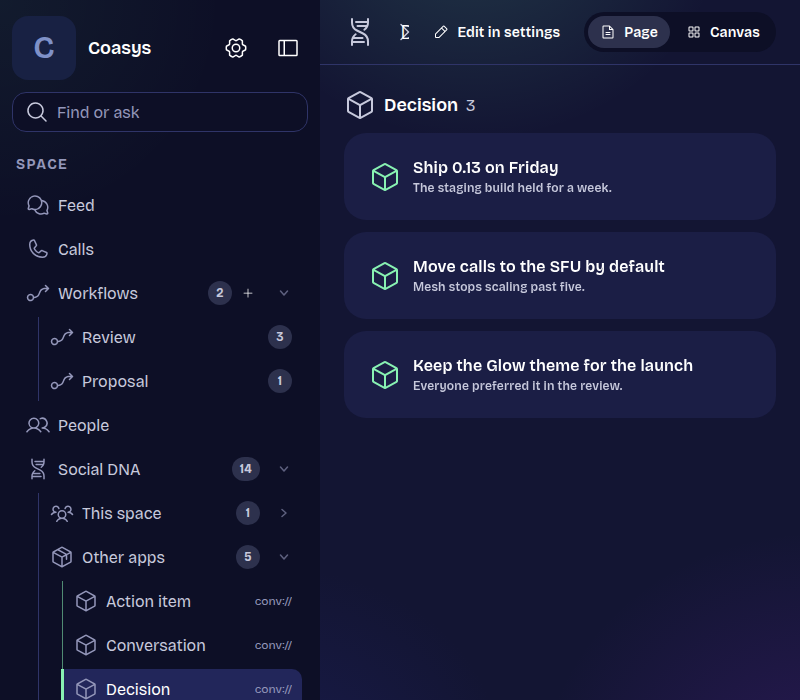 C
Coasys
Find or ask
SPACE
Feed
Calls
Workflows 2
Review 3
Proposal 1
People
Social DNA 14
This space 1
Other apps 5
Action item conv://
Conversation conv://
Decision conv://
Edit in settings
Page
Canvas
Decision 3
Ship 0.13 on Friday
The staging build held for a week.
Move calls to the SFU by default
Mesh stops scaling past five.
Keep the Glow theme for the launch
Everyone preferred it in the review.